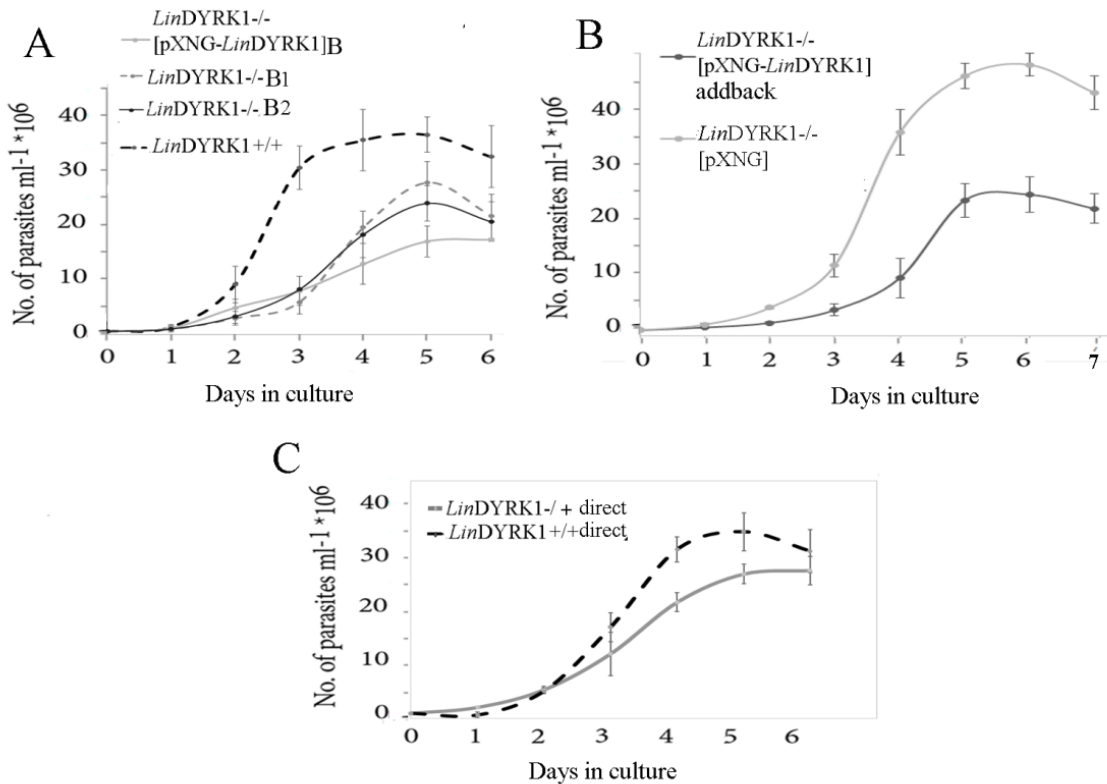 A
LinDYRK1-/-
[pXNG-LinDYRK1]B
LinDYRK1-/-B1
LinDYRK1-/-B2
LinDYRK1+/+
No. of parasites ml-1 *10⁶
40
30
20
10
0
0 1 2 3 4 5 6
Days in culture
B
LinDYRK1-/-
[pXNG-LinDYRK1]
addback
LinDYRK1-/-
[pXNG]
No. of parasites ml-1 *10⁶
50
40
30
20
10
0
0 1 2 3 4 5 6 7
Days in culture
C
LinDYRK1-/+ direct
LinDYRK1+/+direct
No. of parasites ml-1 *10⁶
40
30
20
10
0
0 1 2 3 4 5 6
Days in culture